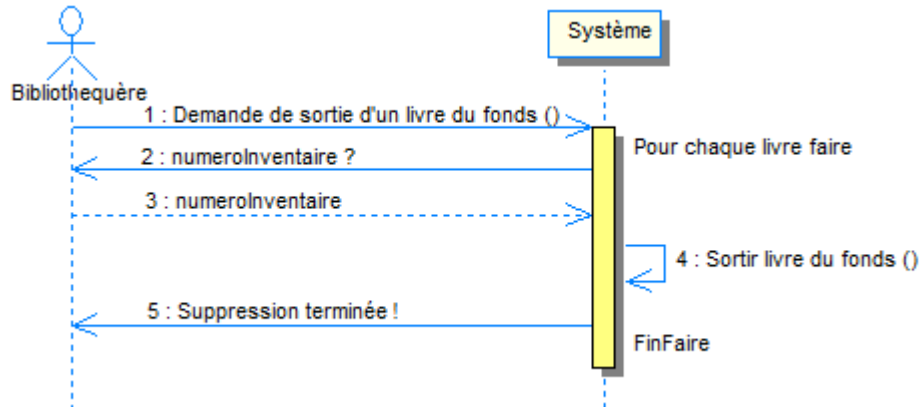 Système
Bibliothequère
1 : Demande de sortie d'un livre du fonds ()
Pour chaque livre faire
2 : numeroInventaire ?
3 : numeroInventaire
4 : Sortir livre du fonds ()
5 : Suppression terminée !
FinFaire